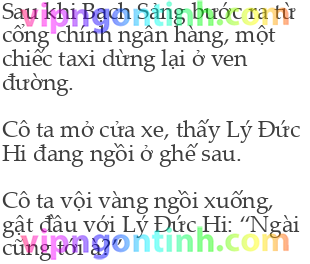 Sau khi Bạch Sảng bước ra từ
vipngontinh.com
cổng chính ngân hàng, một
chiếc taxi dừng lại ở ven
đường.
Cô ta mở cửa xe, thấy Lý Đức
Hi đang ngồi ở ghế sau.
Cô ta vội vàng ngồi xuống,
gật đầu với Lý Đức Hi: “Ngài
cũng tới à?”
vipngontinh.com